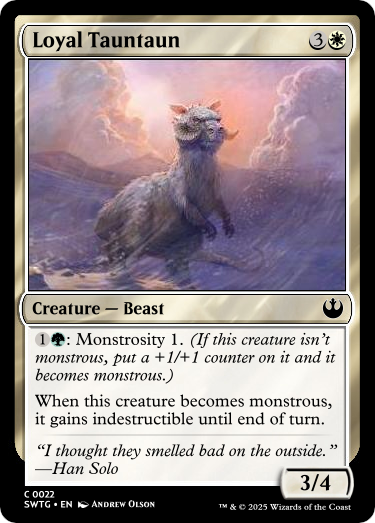 Loyal Tauntaun 3
Creature — Beast
1: Monstrosity 1. (If this creature isn't
monstrous, put a +1/+1 counter on it and it
becomes monstrous.)
When this creature becomes monstrous,
it gains indestructible until end of turn.
“I thought they smelled bad on the outside.”
—Han Solo
3/4
C 0022
SWTG • EN Andrew Olson
™ & © 2025 Wizards of the Coast